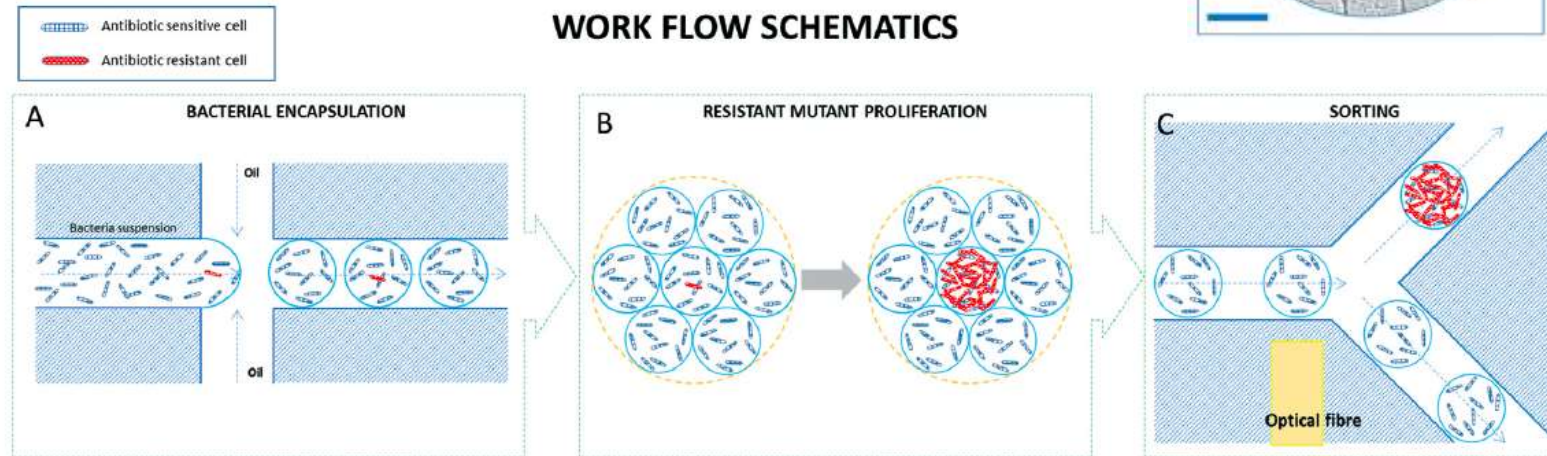 Antibiotic sensitive cell
Antibiotic resistant cell
WORK FLOW SCHEMATICS
A
BACTERIAL ENCAPSULATION
Oil
Bacteria suspension
Oil
B
RESISTANT MUTANT PROLIFERATION
C
SORTING
Optical fibre